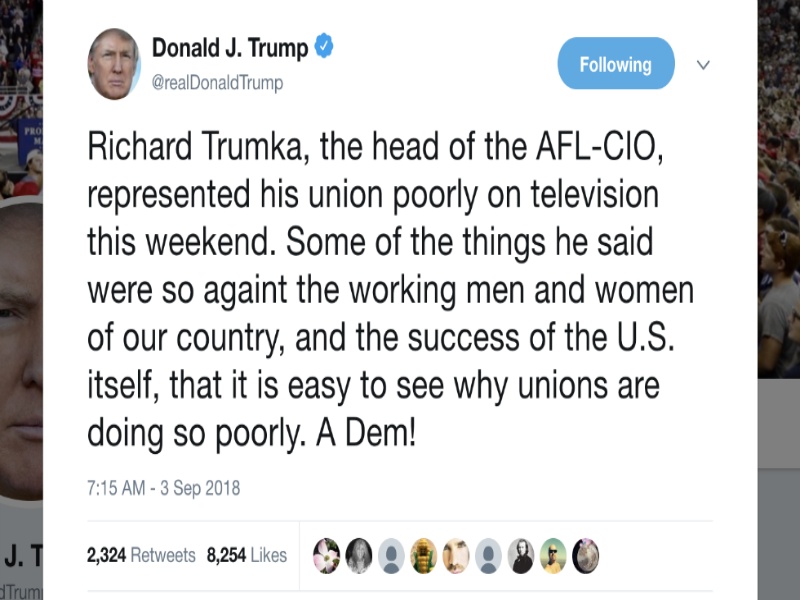 Donald J. Trump
@realDonaldTrump
Following
Richard Trumka, the head of the AFL-CIO,
represented his union poorly on television
this weekend. Some of the things he said
were so againt the working men and women
of our country, and the success of the U.S.
itself, that it is easy to see why unions are
doing so poorly. A Dem!
7:15 AM - 3 Sep 2018
2,324 Retweets 8,254 Likes
J. T
dTrum
PRO
M